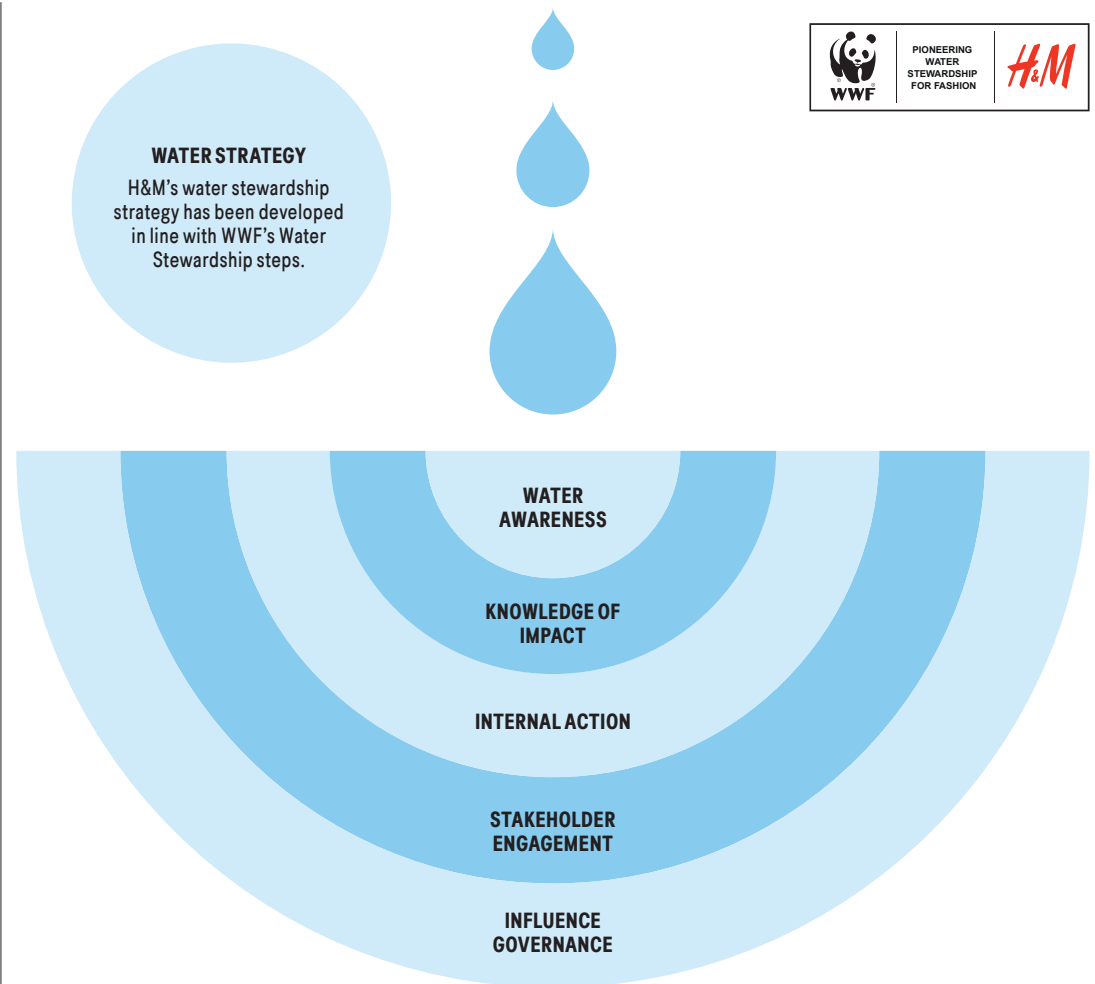 WATER STRATEGY
H&M's water stewardship
strategy has been developed
in line with WWF's Water
Stewardship steps.
WWF
PIONEERING
WATER
STEWARDSHIP
FOR FASHION
H&M
WATER
AWARENESS
KNOWLEDGE OF
IMPACT
INTERNAL ACTION
STAKEHOLDER
ENGAGEMENT
INFLUENCE
GOVERNANCE